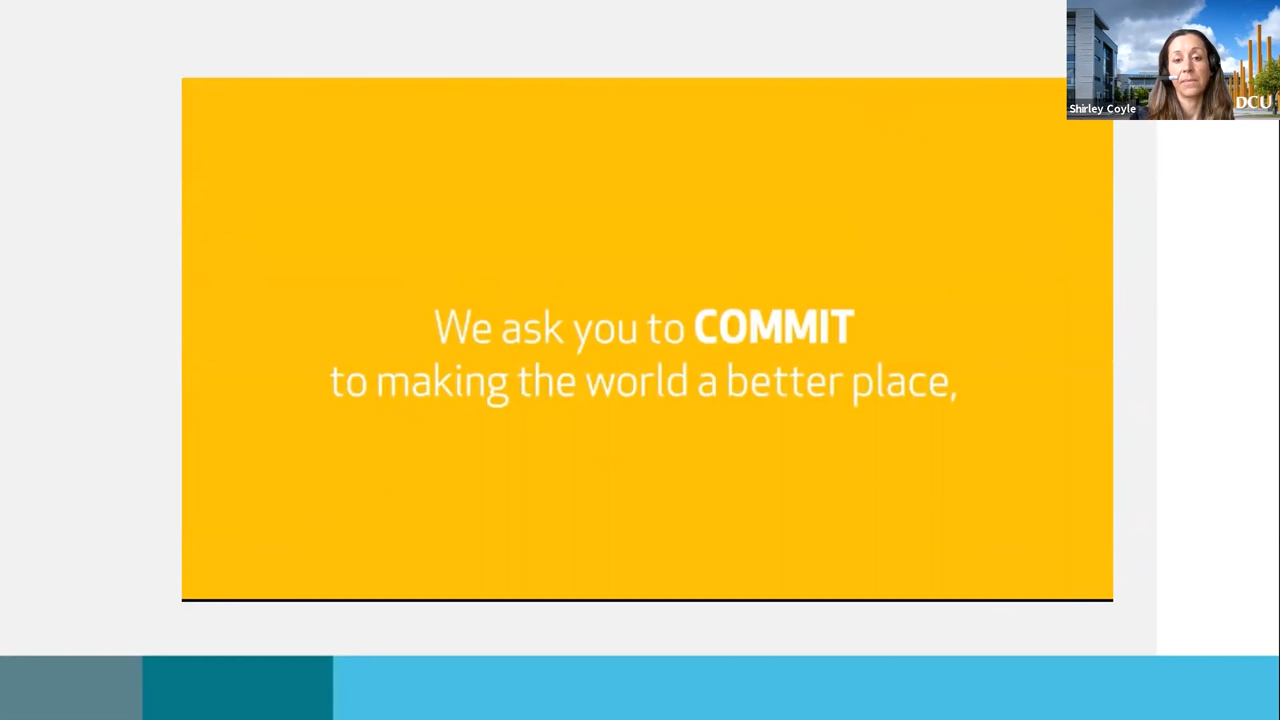 We ask you to COMMIT
to making the world a better place,
Shirley Coyle
DCU